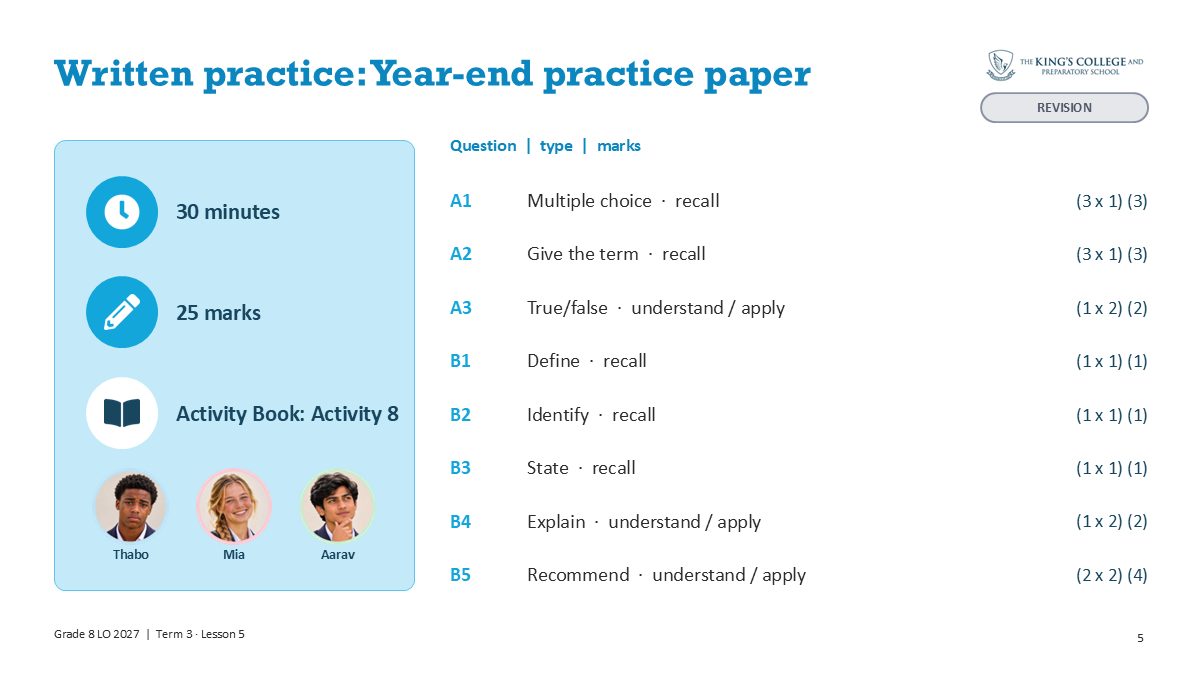 Written practice: Year-end practice paper
THE KING'S COLLEGE AND
PREPARATORY SCHOOL
REVISION
30 minutes
25 marks
Activity Book: Activity 8
Thabo
Mia
Aarav
Question | type | marks
A1 Multiple choice · recall (3 x 1) (3)
A2 Give the term · recall (3 x 1) (3)
A3 True/false · understand / apply (1 x 2) (2)
B1 Define · recall (1 x 1) (1)
B2 Identify · recall (1 x 1) (1)
B3 State · recall (1 x 1) (1)
B4 Explain · understand / apply (1 x 2) (2)
B5 Recommend · understand / apply (2 x 2) (4)
Grade 8 LO 2027 | Term 3 · Lesson 5
5